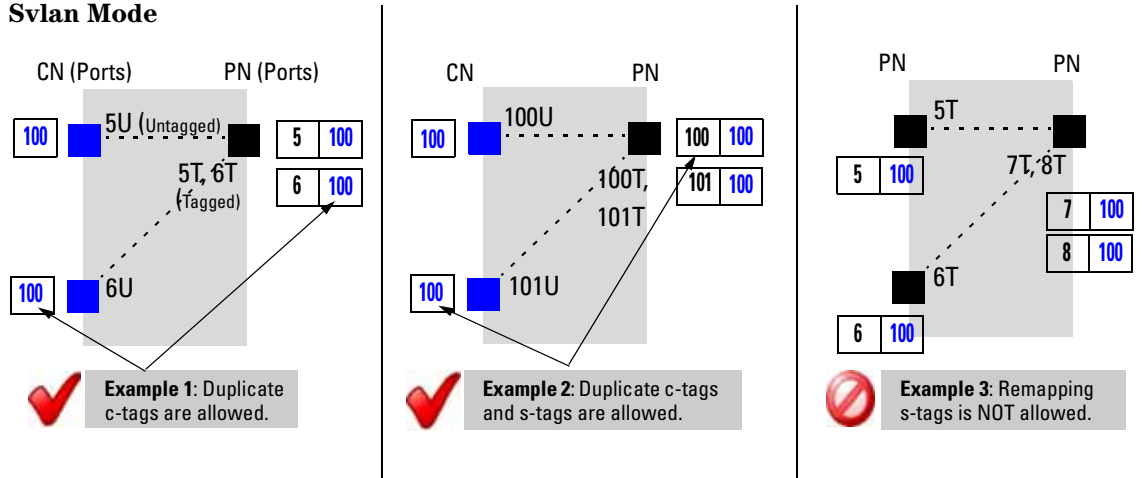 Svlan Mode
CN (Ports)
PN (Ports)
100
5U (Untagged)
5
100
5T, 6T
(Tagged)
6
100
100
6U
Example 1: Duplicate
c-tags are allowed.
CN
PN
100
100U
100
100
100T,
101
100
101T
100
101U
Example 2: Duplicate c-tags
and s-tags are allowed.
PN
PN
5T
5
100
7T, 8T
7
100
8
100
6T
6
100
Example 3: Remapping
s-tags is NOT allowed.